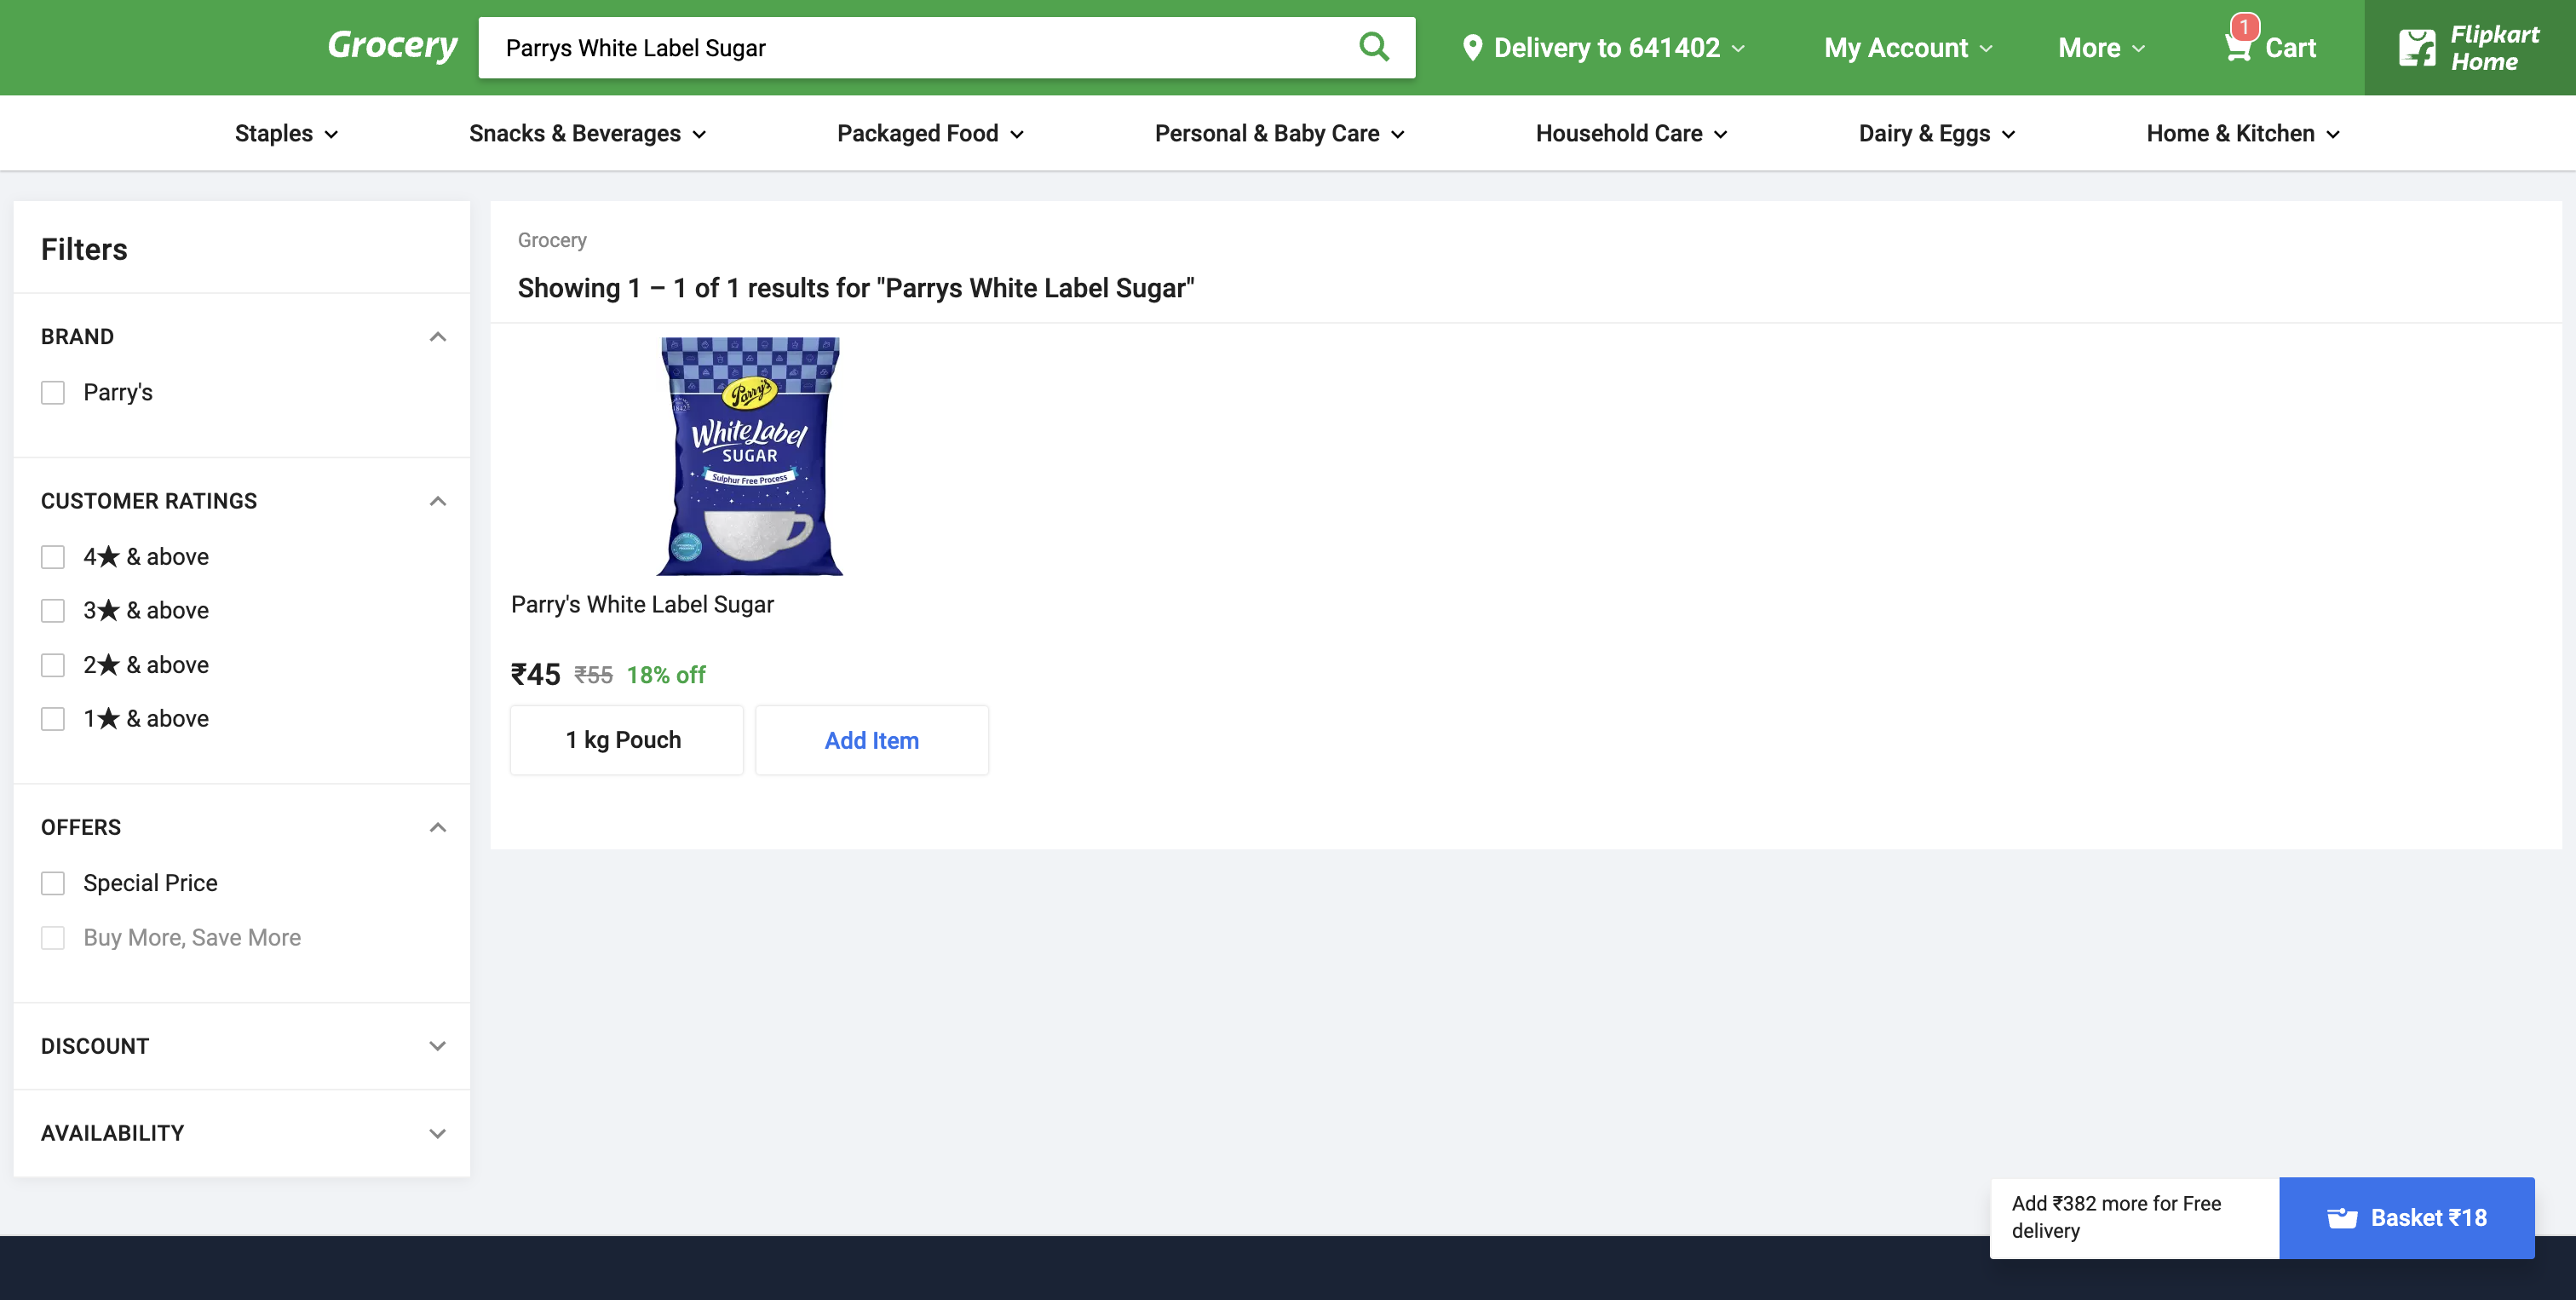 Grocery
Parrys White Label Sugar
Delivery to 641402
My Account
More
1
Cart
Flipkart
Home
Staples
Snacks & Beverages
Packaged Food
Personal & Baby Care
Household Care
Dairy & Eggs
Home & Kitchen
Filters
BRAND
Parry's
CUSTOMER RATINGS
4★ & above
3★ & above
2★ & above
1★ & above
OFFERS
Special Price
Buy More, Save More
DISCOUNT
AVAILABILITY
Grocery
Showing 1 – 1 of 1 results for "Parrys White Label Sugar"
Parry's
1842
White Label
SUGAR
Sulphur Free Process
Parry's White Label Sugar
₹45 ₹55 18% off
1 kg Pouch
Add Item
Add ₹382 more for Free
delivery
Basket ₹18